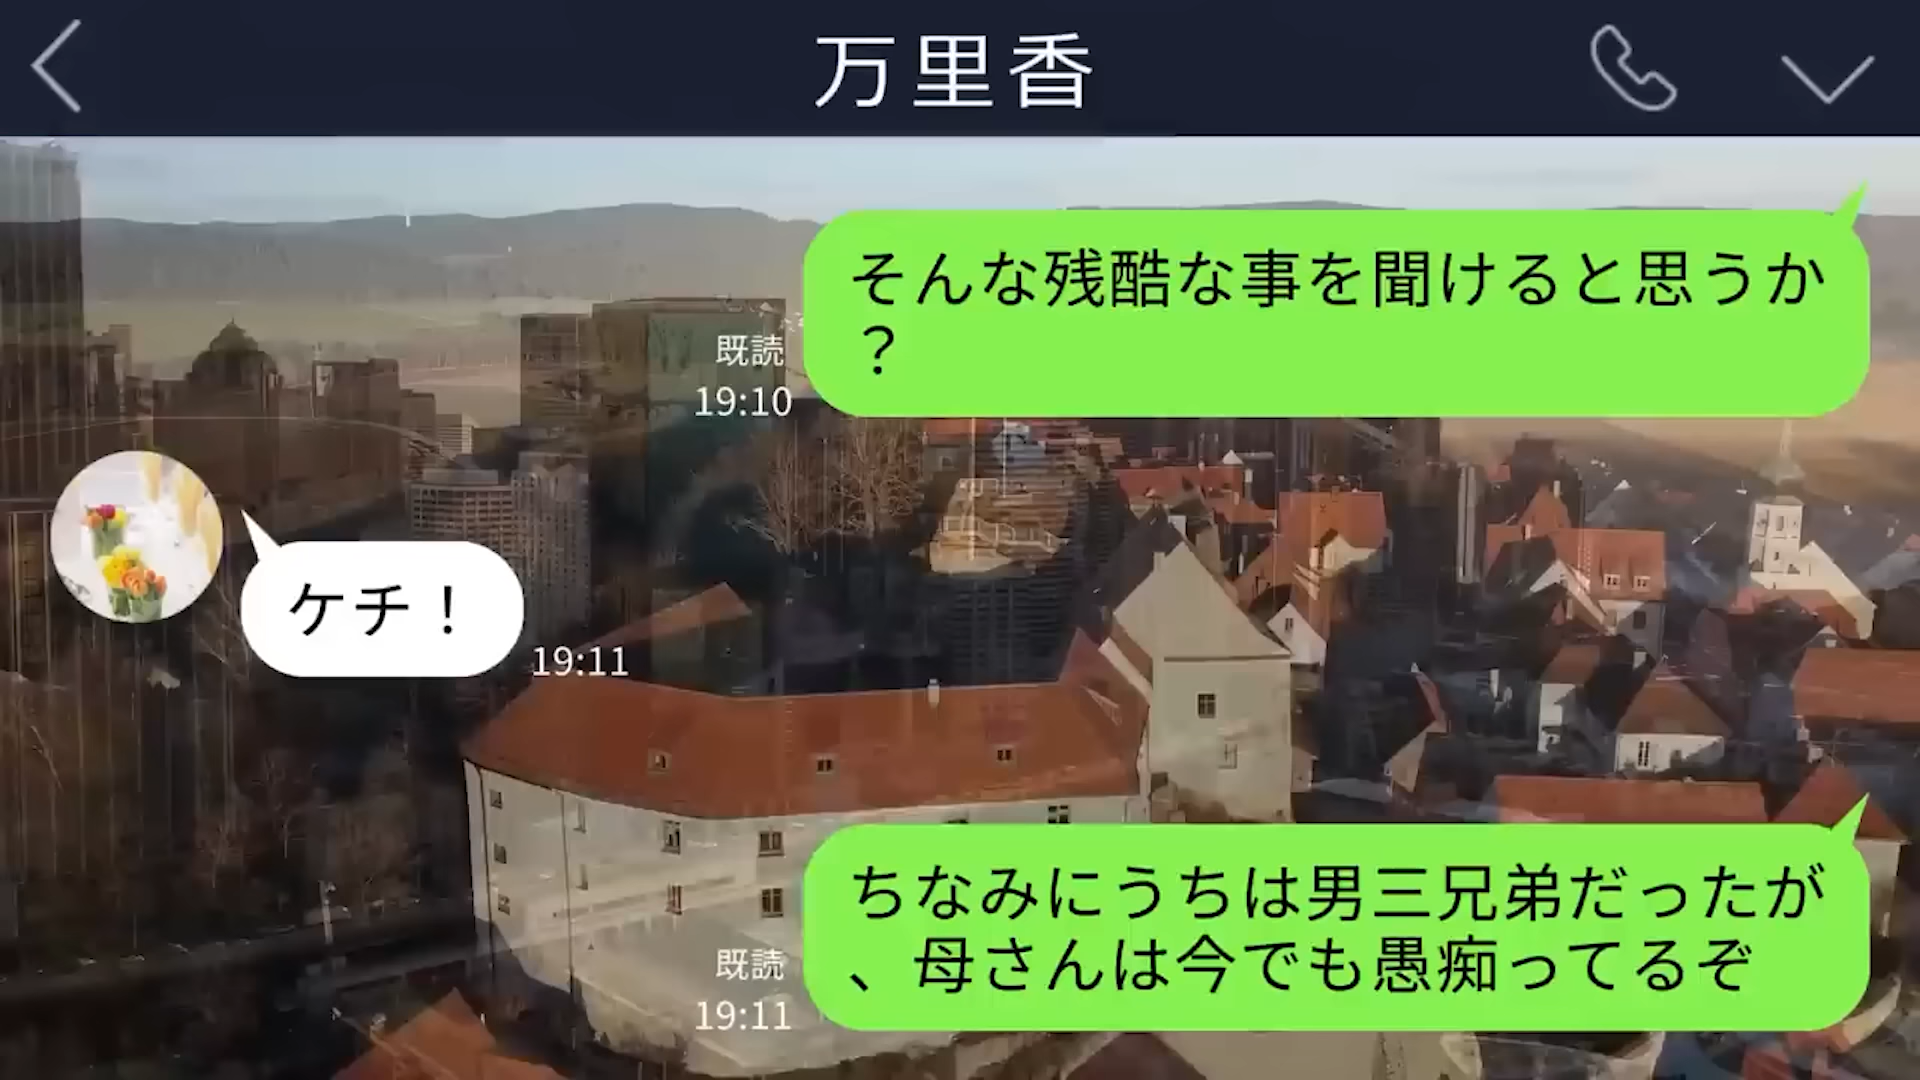 万里香
そんな残酷な事を聞けると思うか
？
既読
19:10
ケチ！
19:11
ちなみにうちは男三兄弟だったが
、母さんは今でも愚痴ってるぞ
既読
19:11